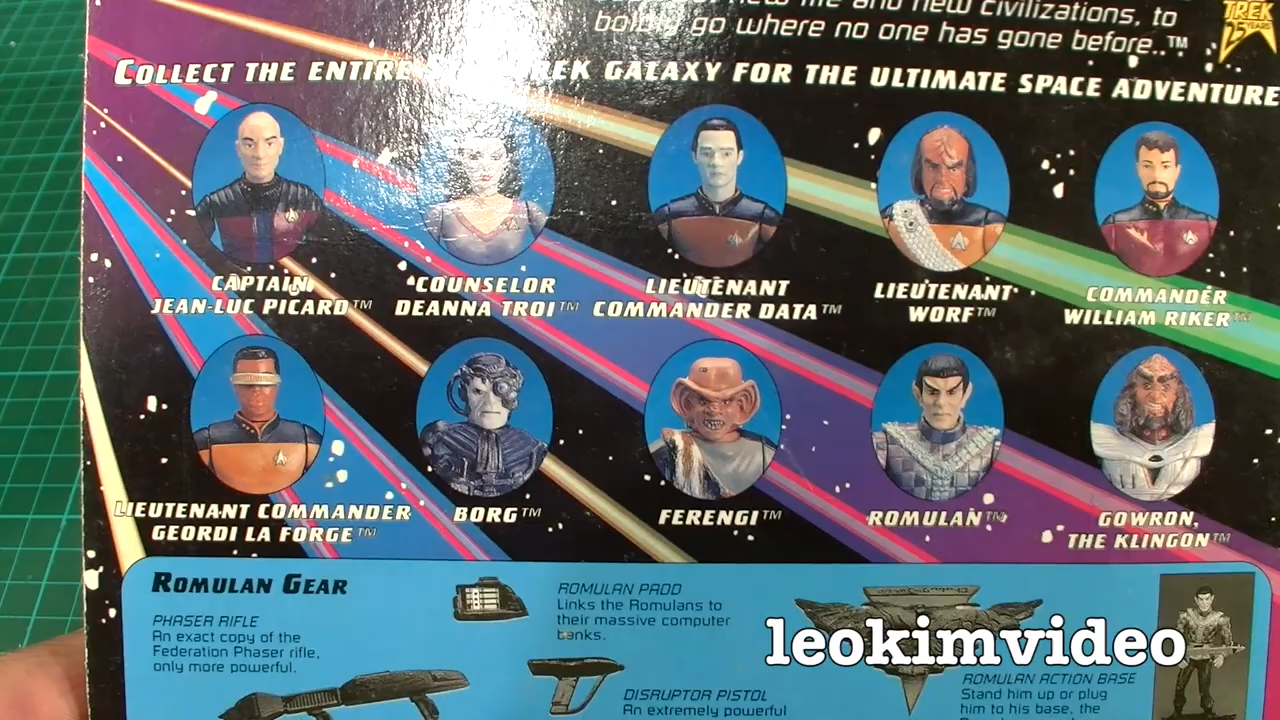 new life and new civilizations, to
boldly go where no one has gone before..™
TREK
25 YEARS
COLLECT THE ENTIRE TREK GALAXY FOR THE ULTIMATE SPACE ADVENTURE
CAPTAIN
JEAN-LUC PICARD™
COUNSELOR
DEANNA TROI™
LIEUTENANT
COMMANDER DATA™
LIEUTENANT
WORF™
COMMANDER
WILLIAM RIKER™
LIEUTENANT COMMANDER
GEORDI LA FORGE™
BORG™
FERENGI™
ROMULAN™
GOWRON,
THE KLINGON™
ROMULAN GEAR
PHASER RIFLE
An exact copy of the
Federation Phaser rifle,
only more powerful.
ROMULAN PADD
Links the Romulans to
their massive computer
banks.
DISRUPTOR PISTOL
An extremely powerful
ROMULAN ACTION BASE
Stand him up or plug
him to his base, the
leokimvideo